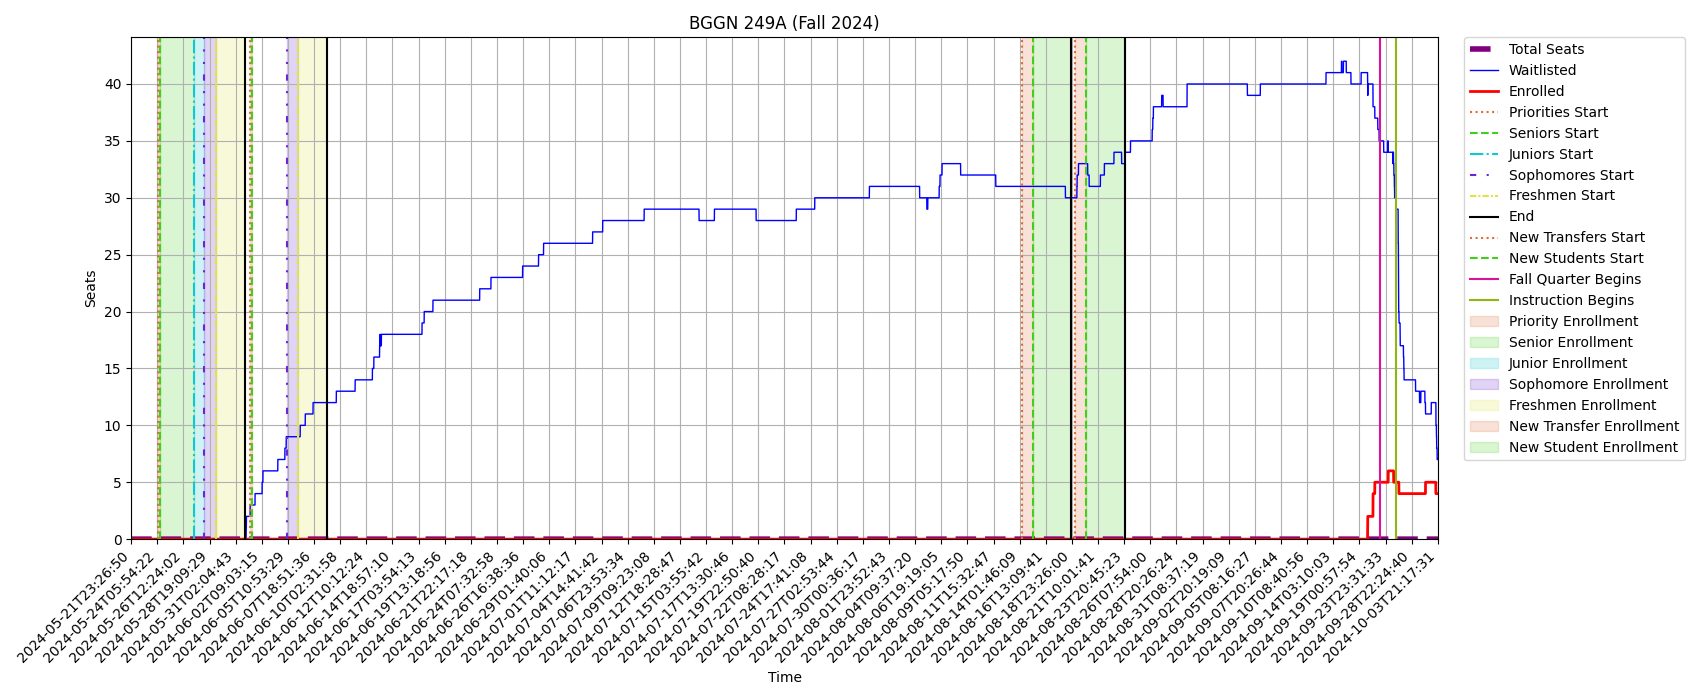 BGGN 249A (Fall 2024)
Seats
40
35
30
25
20
15
10
5
0
2024-05-21T23:26:50
2024-05-24T05:54:22
2024-05-26T12:24:02
2024-05-28T19:09:29
2024-05-31T02:04:43
2024-06-02T09:03:15
2024-06-05T10:53:29
2024-06-07T18:51:36
2024-06-10T02:31:58
2024-06-12T10:12:24
2024-06-14T18:57:10
2024-06-17T03:54:13
2024-06-19T13:18:56
2024-06-21T22:17:18
2024-06-24T07:32:58
2024-06-26T16:38:36
2024-06-29T01:40:06
2024-07-01T11:12:17
2024-07-04T14:41:42
2024-07-06T23:53:34
2024-07-09T09:23:08
2024-07-12T18:28:47
2024-07-15T03:55:42
2024-07-17T13:30:46
2024-07-19T22:50:40
2024-07-22T08:28:17
2024-07-24T17:41:08
2024-07-27T02:53:44
2024-07-30T00:36:17
2024-08-01T23:52:43
2024-08-04T09:37:20
2024-08-06T19:19:05
2024-08-09T05:17:50
2024-08-11T15:32:47
2024-08-14T01:46:09
2024-08-16T13:09:41
2024-08-18T23:26:00
2024-08-21T10:01:41
2024-08-23T20:45:23
2024-08-26T07:54:00
2024-08-28T20:26:24
2024-08-31T08:37:19
2024-09-02T20:19:09
2024-09-05T08:16:27
2024-09-07T20:26:44
2024-09-10T08:40:56
2024-09-14T03:10:03
2024-09-19T00:57:54
2024-09-23T23:31:33
2024-09-28T22:24:40
2024-10-03T21:17:31
Time
Total Seats
Waitlisted
Enrolled
Priorities Start
Seniors Start
Juniors Start
Sophomores Start
Freshmen Start
End
New Transfers Start
New Students Start
Fall Quarter Begins
Instruction Begins
Priority Enrollment
Senior Enrollment
Junior Enrollment
Sophomore Enrollment
Freshmen Enrollment
New Transfer Enrollment
New Student Enrollment